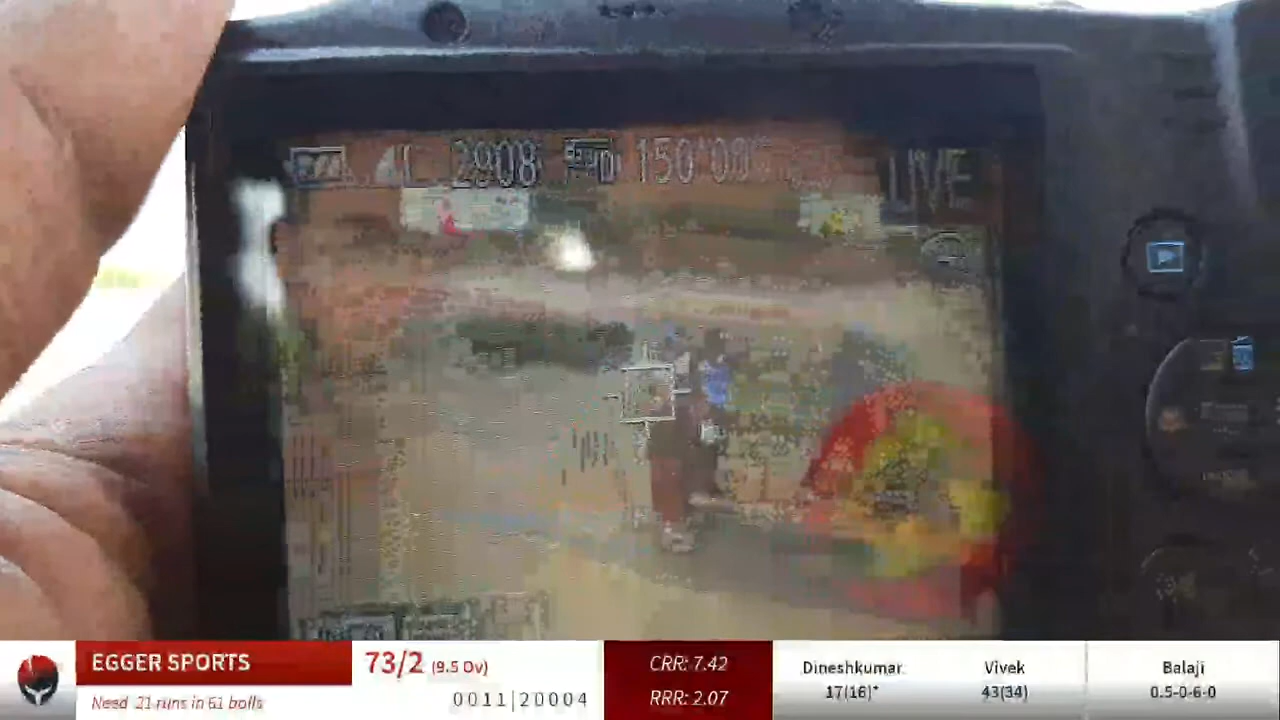 2908 150°00
LIVE
EGGER SPORTS
Need 21 runs in 61 balls
73/2 (9.5 Ov)
0011|20004
CRR: 7.42
RRR: 2.07
Dineshkumar
17(16)*
Vivek
43(34)
Balaji
0.5-0-6-0